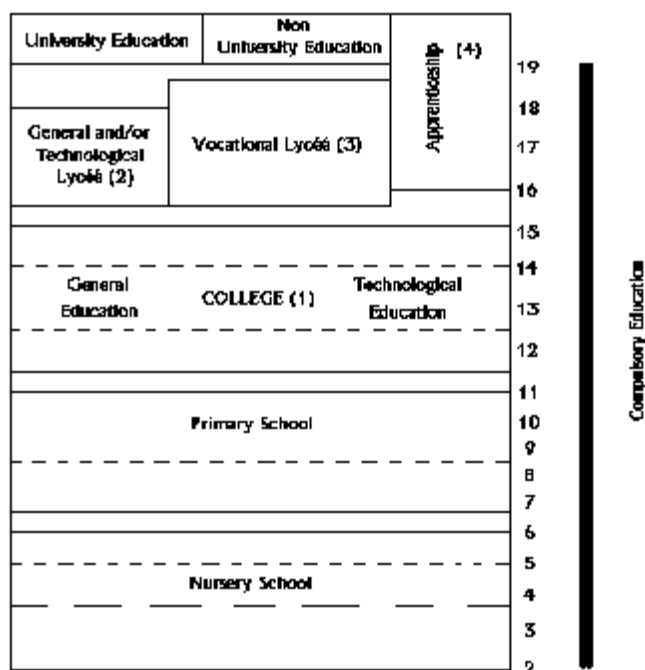 University Education
Non
University Education
Apprenticeship (4)
19
18
General and/or
Technological
Lycéé (2)
Vocational Lycéé (3)
17
16
15
14
General
Education
COLLEGE (1)
Technological
Education
13
12
11
Primary School
10
9
8
7
6
5
Nursery School
4
3
2
Compulsory Education